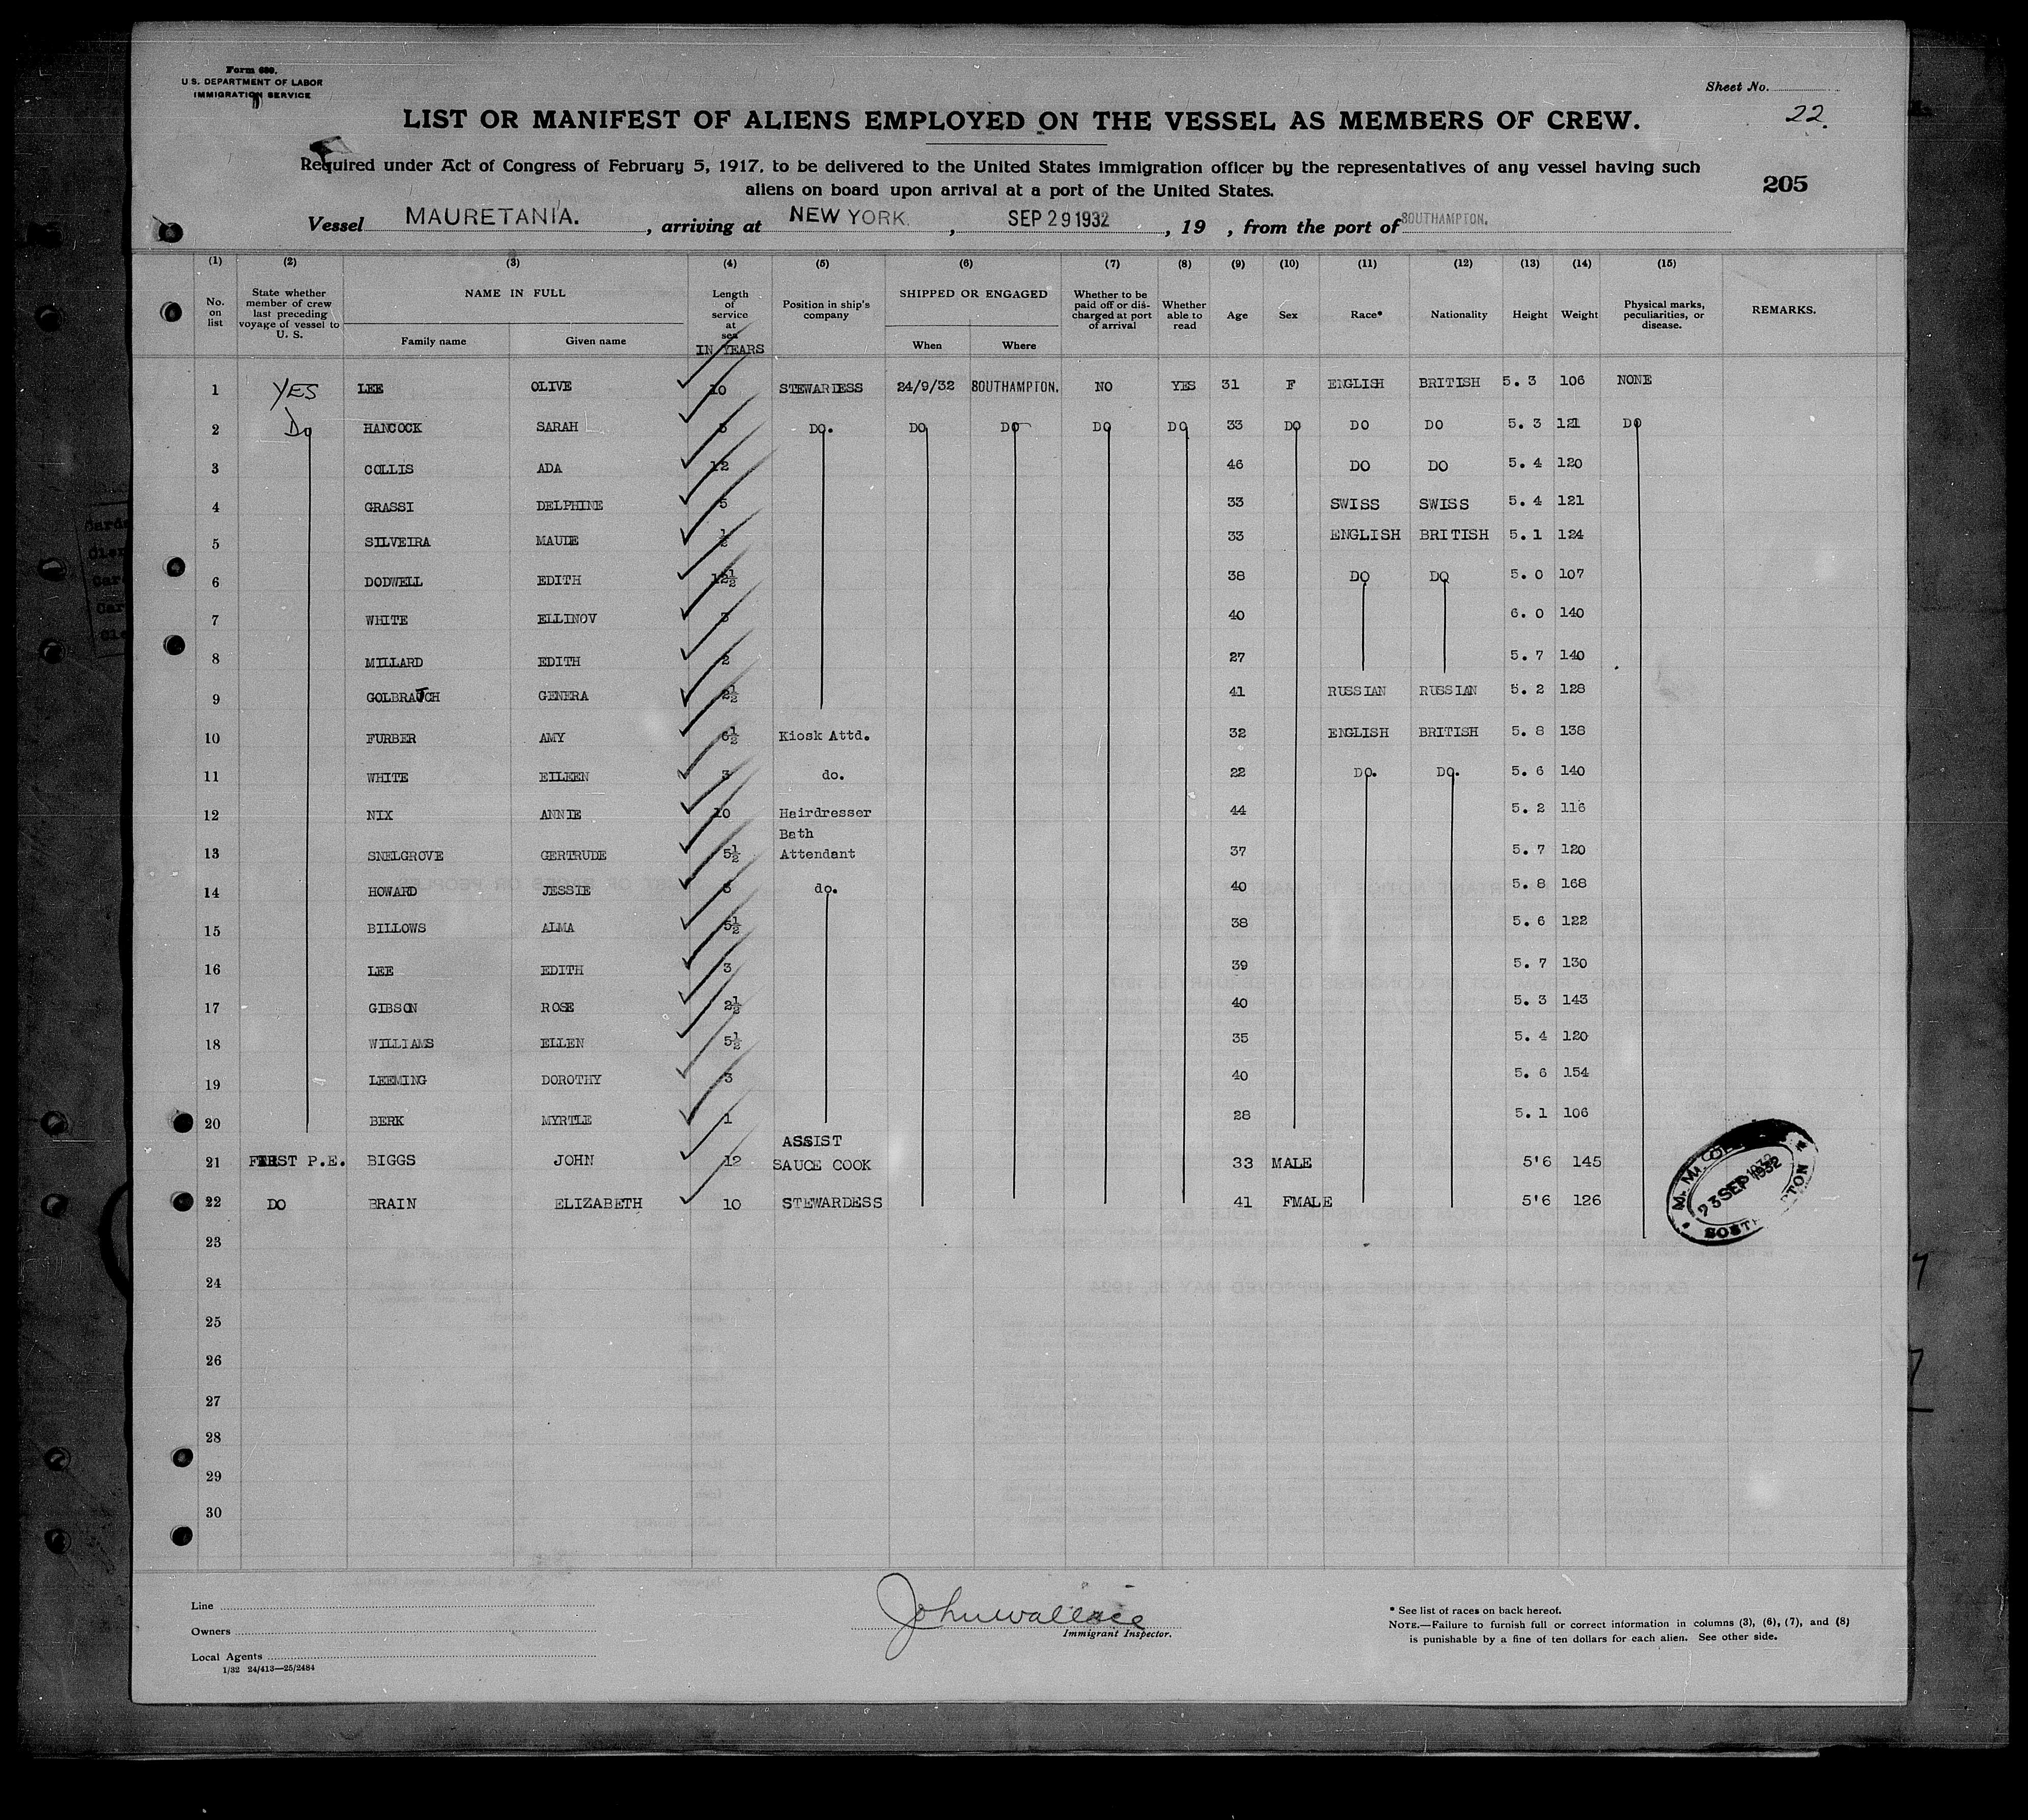 Form 680.
U.S. DEPARTMENT OF LABOR
IMMIGRATION SERVICE
Sheet No.
22.
LIST OR MANIFEST OF ALIENS EMPLOYED ON THE VESSEL AS MEMBERS OF CREW.
Required under Act of Congress of February 5, 1917, to be delivered to the United States immigration officer by the representatives of any vessel having such
aliens on board upon arrival at a port of the United States.
205
Vessel MAURETANIA. , arriving at NEW YORK. , SEP 29 1932 , 19 , from the port of SOUTHAMPTON.
(1) (2) (3) (4) (5) (6) (7) (8) (9) (10) (11) (12) (13) (14) (15)
No. on list State whether member of crew last preceding voyage of vessel to U. S. NAME IN FULL Family name Given name Length of service at sea IN YEARS Position in ship's company SHIPPED OR ENGAGED When Where Whether to be paid off or discharged at port of arrival Whether able to read Age Sex Race* Nationality Height Weight Physical marks, peculiarities, or disease. REMARKS.
1 YES LEE OLIVE 10 STEWARDESS 24/9/32 SOUTHAMPTON. NO YES 31 F ENGLISH BRITISH 5. 3 106 NONE
2 Do HANCOCK SARAH 5 DO. DO DO DO DO 33 DO DO DO 5. 3 121 DO
3 COLLIS ADA 12 46 DO DO 5. 4 120
4 GRASSI DELPHINE 5 33 SWISS SWISS 5. 4 121
5 SILVEIRA MAUDE ½ 33 ENGLISH BRITISH 5. 1 124
6 DODWELL EDITH 12½ 38 DO DO 5. 0 107
7 WHITE ELLINOV 3 40 6. 0 140
8 MILLARD EDITH 2 27 5. 7 140
9 GOLBRAJCH GENERA 2½ 41 RUSSIAN RUSSIAN 5. 2 128
10 FURBER AMY 6½ Kiosk Attd. 32 ENGLISH BRITISH 5. 8 138
11 WHITE EILEEN 3 do. 22 DO. DO. 5. 6 140
12 NIX ANNIE 10 Hairdresser 44 5. 2 116
Bath
13 SNELGROVE GERTRUDE 5½ Attendant 37 5. 7 120
14 HOWARD JESSIE 3 do. 40 5. 8 168
15 BILLOWS ALMA 5½ 38 5. 6 122
16 LEE EDITH 3 39 5. 7 130
17 GIBSON ROSE 2½ 40 5. 3 143
18 WILLIAMS ELLEN 5½ 35 5. 4 120
19 LEEMING DOROTHY 3 40 5. 6 154
20 BERK MYRTLE 1 28 5. 1 106
ASSIST
21 FIRST P.E. BIGGS JOHN 12 SAUCE COOK 33 MALE 5'6 145
22 DO BRAIN ELIZABETH 10 STEWARDESS 41 FMALE 5'6 126
23
24
25
26
27
28
29
30
23 SEP 1932
Line
Owners
Local Agents
1/32 24/413—25/2484
John Wallace
Immigrant Inspector.
* See list of races on back hereof.
NOTE.—Failure to furnish full or correct information in columns (3), (6), (7), and (8)
is punishable by a fine of ten dollars for each alien. See other side.